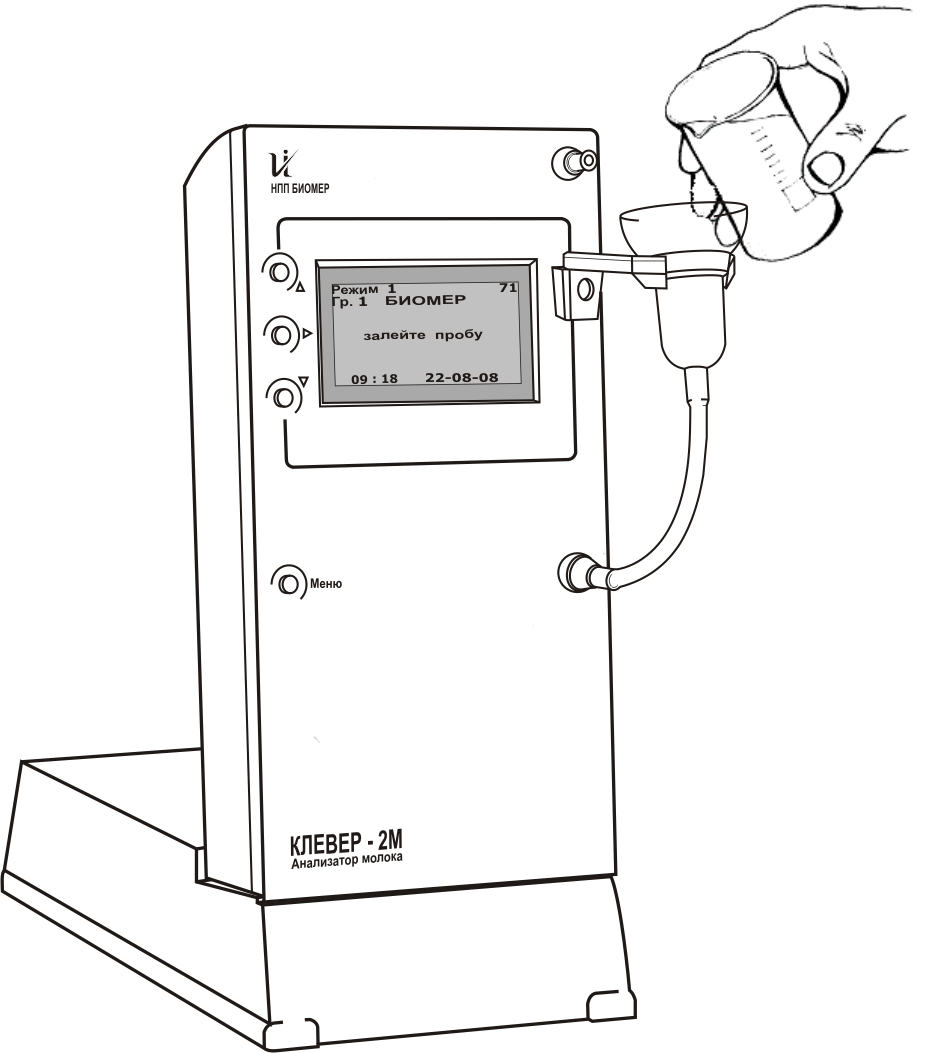 НПП БИОМЕР
Режим 1 71
Гр. 1 БИОМЕР
залейте пробу
09 : 18 22-08-08
Меню
КЛЕВЕР - 2М
Анализатор молока